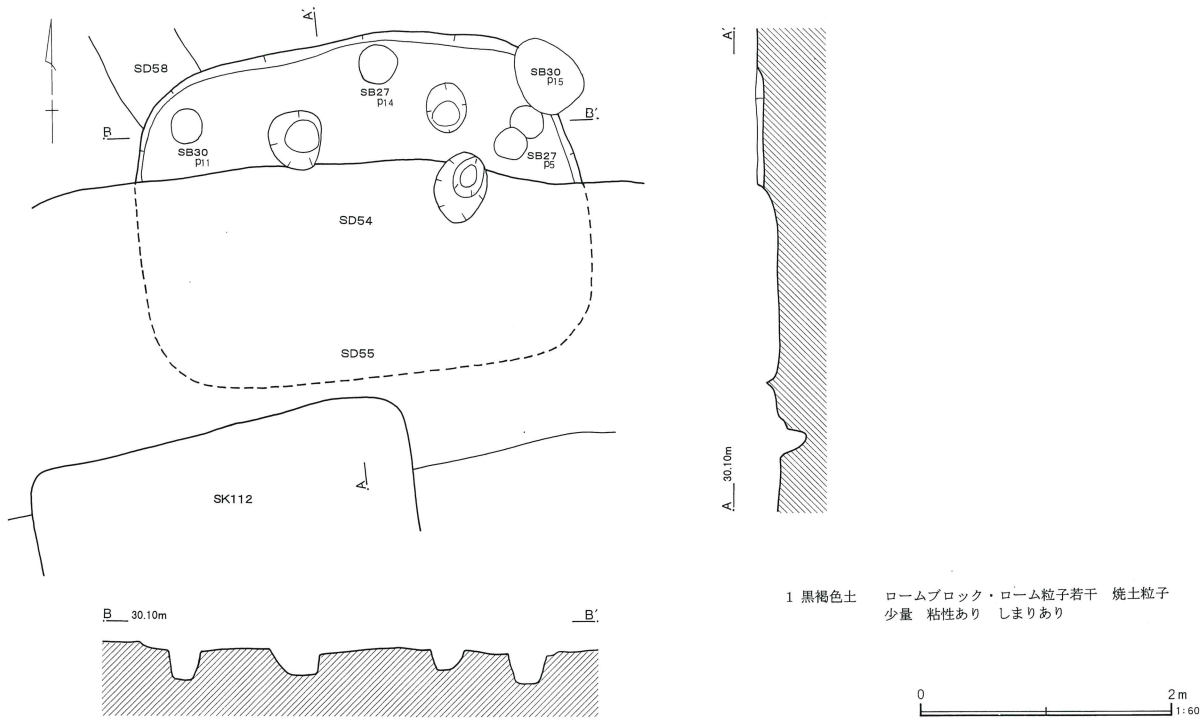 A'
SD58
SB30
P15
SB27
P14
B
B'
SB30
P11
SB27
P5
SD54
SD55
A
SK112
A'
A 30.10m
B 30.10m
B'
1 黒褐色土 ロームブロック・ローム粒子若干 焼土粒子
少量 粘性あり しまりあり
0 2m
1:60